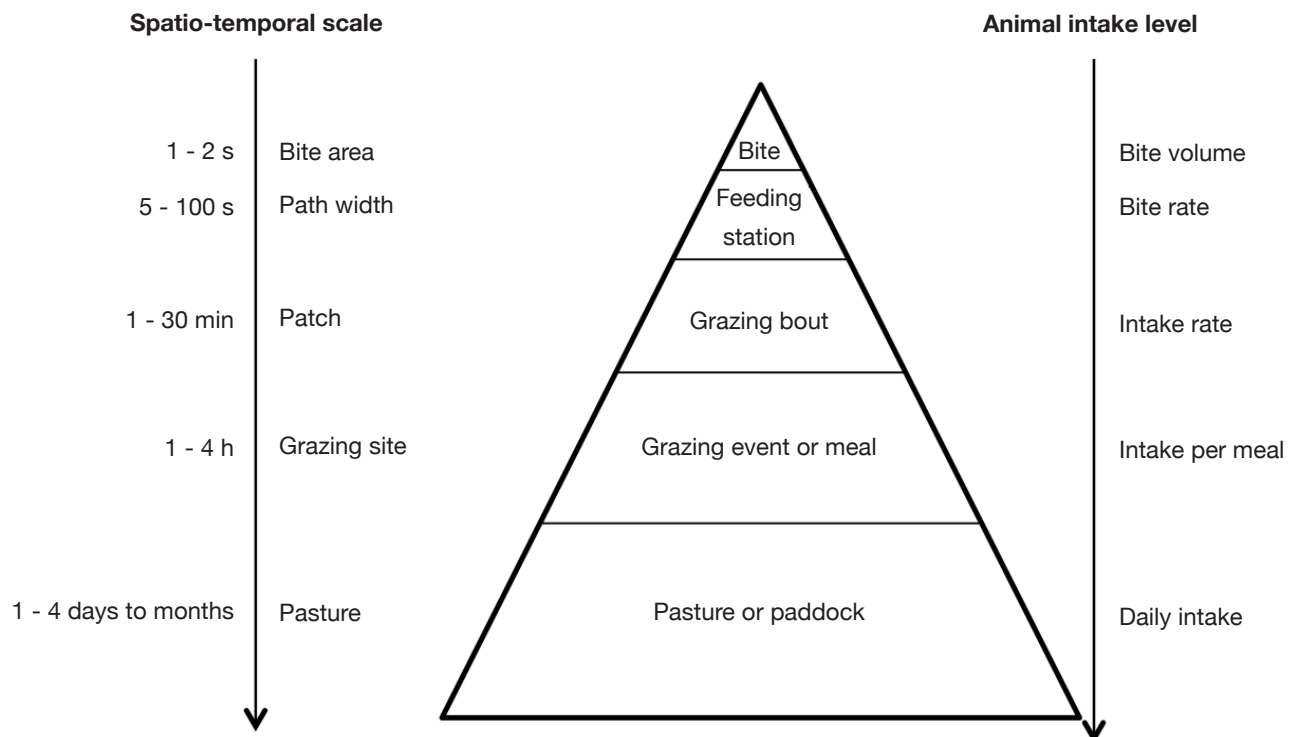 Spatio-temporal scale
Animal intake level
1 - 2 s
Bite area
Bite
Bite volume
5 - 100 s
Path width
Feeding
station
Bite rate
1 - 30 min
Patch
Grazing bout
Intake rate
1 - 4 h
Grazing site
Grazing event or meal
Intake per meal
1 - 4 days to months
Pasture
Pasture or paddock
Daily intake